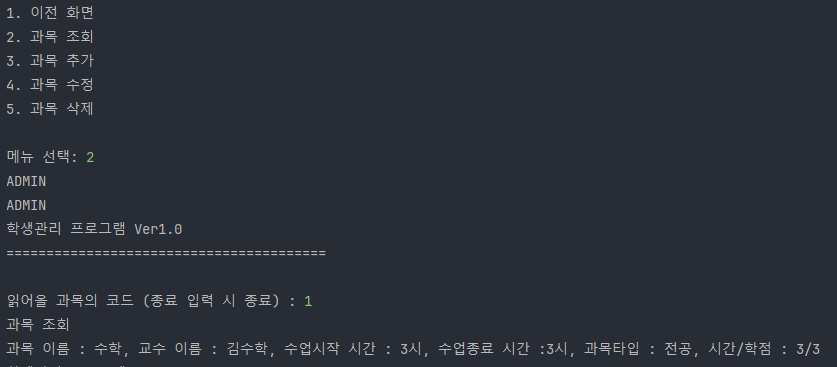 1. 이전 화면
2. 과목 조회
3. 과목 추가
4. 과목 수정
5. 과목 삭제
메뉴 선택: 2
ADMIN
ADMIN
학생관리 프로그램 Ver1.0
========================================
읽어올 과목의 코드 (종료 입력 시 종료) : 1
과목 조회
과목 이름 : 수학, 교수 이름 : 김수학, 수업시작 시간 : 3시, 수업종료 시간 :3시, 과목타입 : 전공, 시간/학점 : 3/3